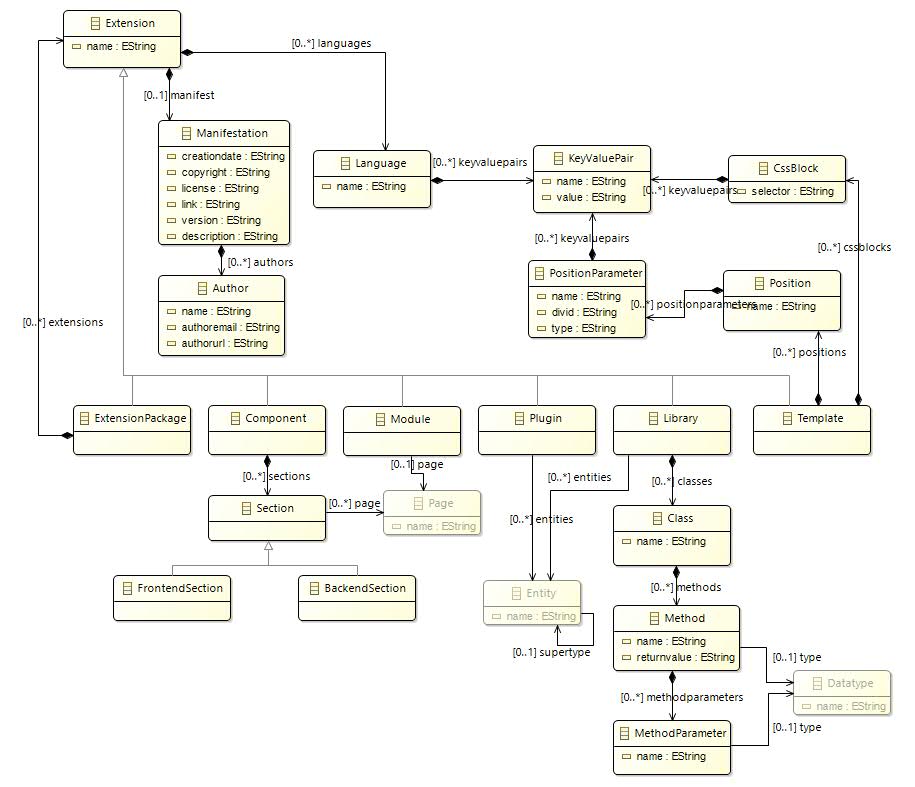 Extension
name : EString
[0..*] languages
[0..1] manifest
Manifestation
creationdate : EString
copyright : EString
license : EString
link : EString
version : EString
description : EString
Language
name : EString
[0..*] keyvaluepairs
KeyValuePair
name : EString
value : EString
[0..*] keyvaluepairs
CssBlock
selector : EString
[0..*] keyvaluepairs
[0..*] cssblocks
[0..*] authors
Author
name : EString
authoremail : EString
authorurl : EString
PositionParameter
name : EString
divid : EString
type : EString
[0..*] positionparameters
Position
name : EString
[0..*] extensions
[0..*] positions
ExtensionPackage
Component
Module
Plugin
Library
Template
[0..*] sections
[0..1] page
[0..*] entities
[0..*] classes
Section
[0..*] page
Page
name : EString
[0..*] entities
Class
name : EString
FrontendSection
BackendSection
Entity
name : EString
[0..1] supertype
[0..*] methods
Method
name : EString
returnvalue : EString
[0..1] type
Datatype
name : EString
[0..*] methodparameters
[0..1] type
MethodParameter
name : EString